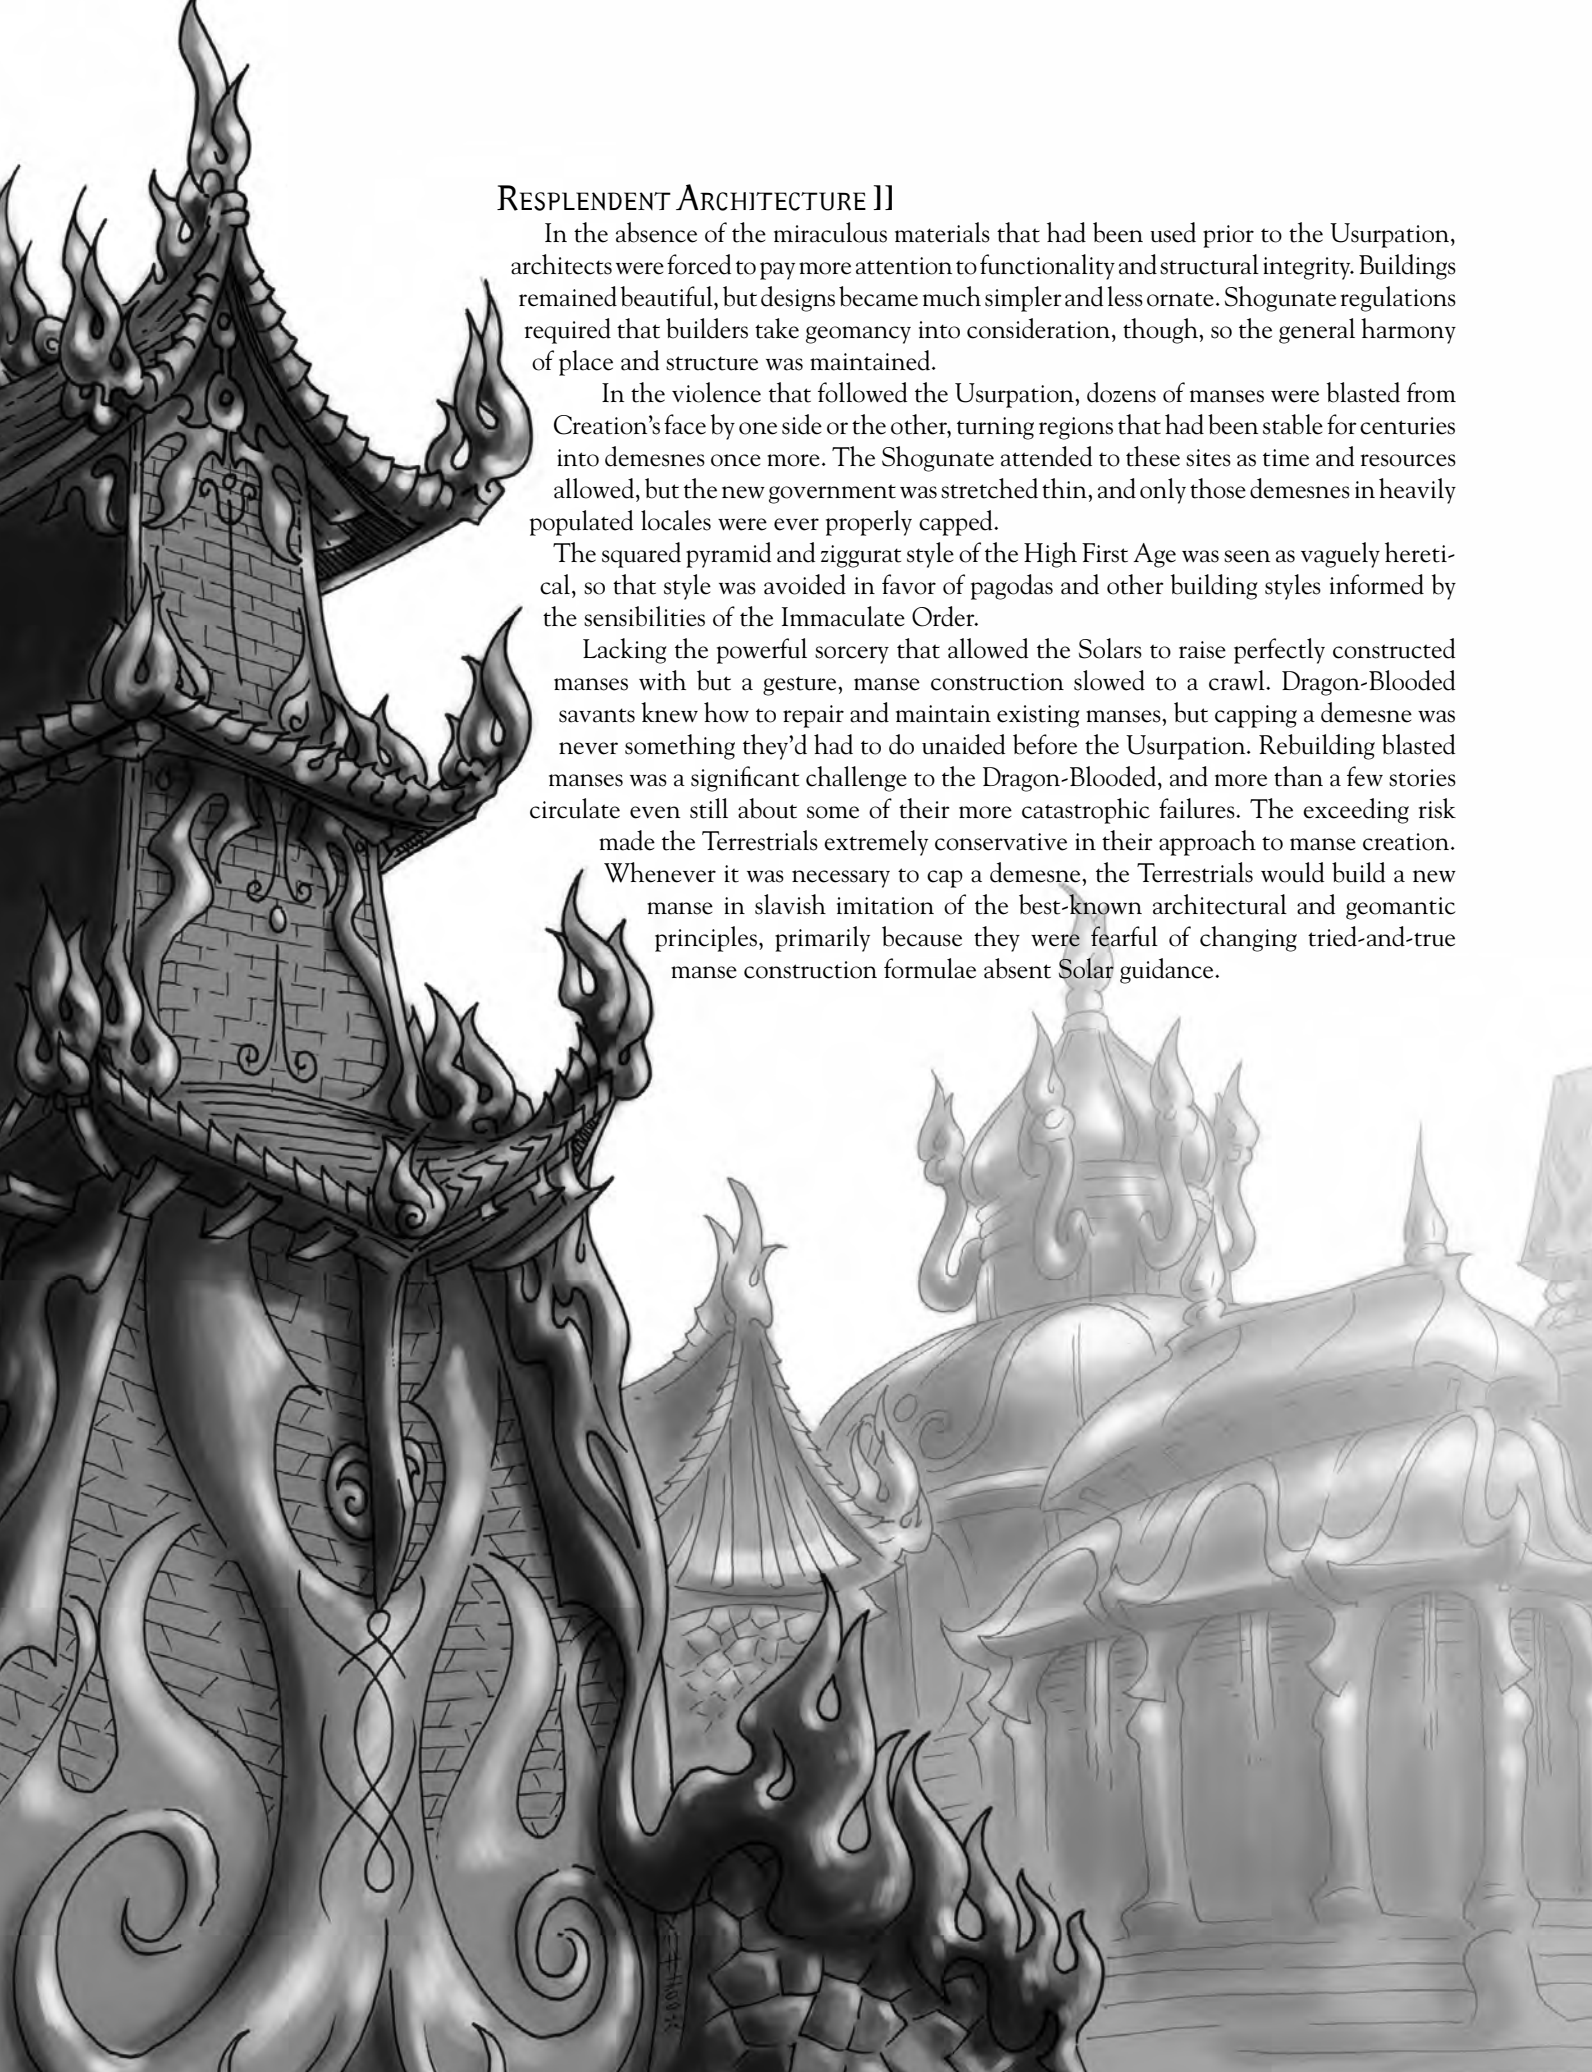 RESPLENDENT ARCHITECTURE II
In the absence of the miraculous materials that had been used prior to the Usurpation,
architects were forced to pay more attention to functionality and structural integrity. Buildings
remained beautiful, but designs became much simpler and less ornate. Shogunate regulations
required that builders take geomancy into consideration, though, so the general harmony
of place and structure was maintained.
In the violence that followed the Usurpation, dozens of manses were blasted from
Creation's face by one side or the other, turning regions that had been stable for centuries
into demesnes once more. The Shogunate attended to these sites as time and resources
allowed, but the new government was stretched thin, and only those demesnes in heavily
populated locales were ever properly capped.
The squared pyramid and ziggurat style of the High First Age was seen as vaguely hereti-
cal, so that style was avoided in favor of pagodas and other building styles informed by
the sensibilities of the Immaculate Order.
Lacking the powerful sorcery that allowed the Solars to raise perfectly constructed
manses with but a gesture, manse construction slowed to a crawl. Dragon-Blooded
savants knew how to repair and maintain existing manses, but capping a demesne was
never something they'd had to do unaided before the Usurpation. Rebuilding blasted
manses was a significant challenge to the Dragon-Blooded, and more than a few stories
circulate even still about some of their more catastrophic failures. The exceeding risk
made the Terrestrials extremely conservative in their approach to manse creation.
Whenever it was necessary to cap a demesne, the Terrestrials would build a new
manse in slavish imitation of the best-known architectural and geomantic
principles, primarily because they were fearful of changing tried-and-true
manse construction formulae absent Solar guidance.